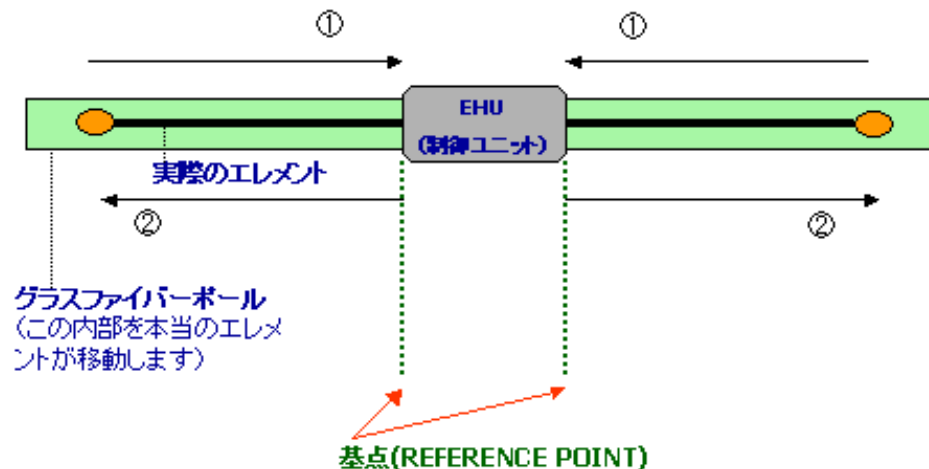 ① ①
EHU
(制御ユニット)
実際のエレメント
② ②
グラスファイバーポール
(この内部を本当のエレメ
ントが移動します)
基点(REFERENCE POINT)